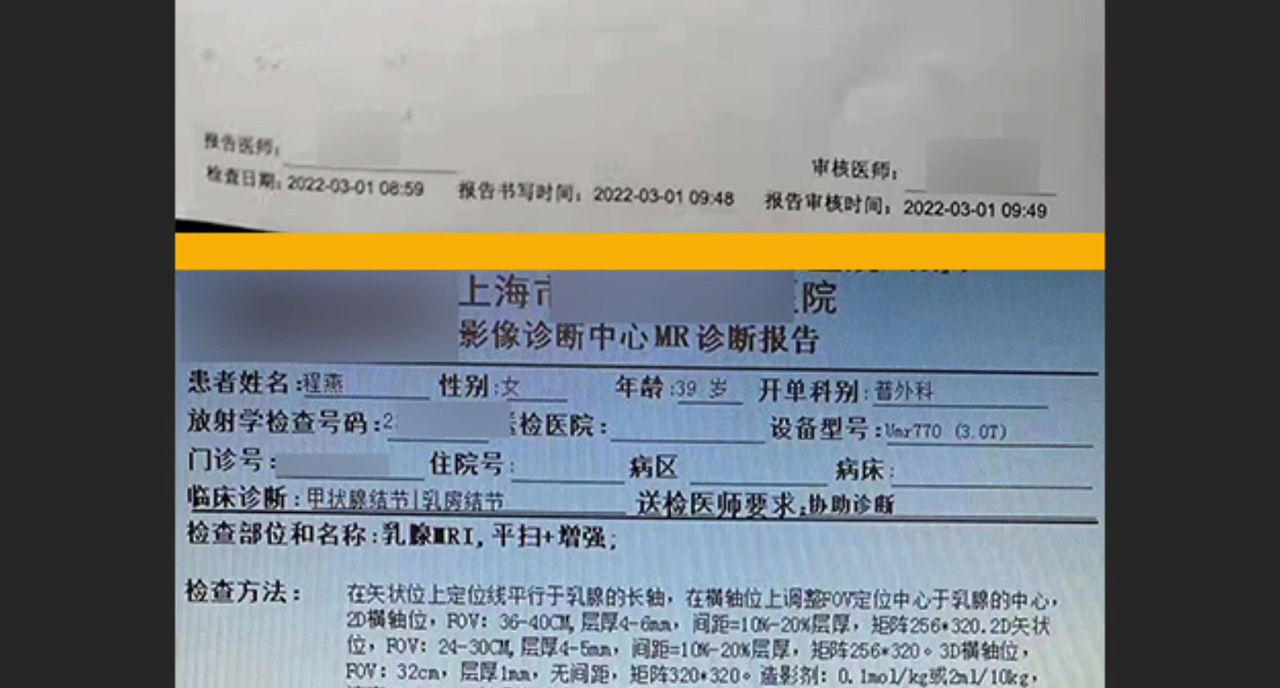 报告医师：
审核医师：
检查日期：2022-03-01 08:59 报告书写时间：2022-03-01 09:48 报告审核时间：2022-03-01 09:49
上海市 院
影像诊断中心MR诊断报告
患者姓名:程燕 性别:女 年龄:39 岁 开单科别:普外科
放射学检查号码:2 送检医院: 设备型号:Umr770 (3.0T)
门诊号: 住院号: 病区 病床:
临床诊断:甲状腺结节|乳房结节 送检医师要求:协助诊断
检查部位和名称:乳腺MRI,平扫+增强;
检查方法: 在矢状位上定位线平行于乳腺的长轴，在横轴位上调整FOV定位中心于乳腺的中心，
2D横轴位，FOV: 36-40CM,层厚4-6mm，间距=10%-20%层厚，矩阵256*320.2D矢状
位，FOV: 24-30CM,层厚4-5mm，间距=10%-20%层厚，矩阵256*320。3D横轴位，
FOV: 32cm，层厚1mm，无间距，矩阵320*320。造影剂: 0.1mol/kg或2ml/10kg，